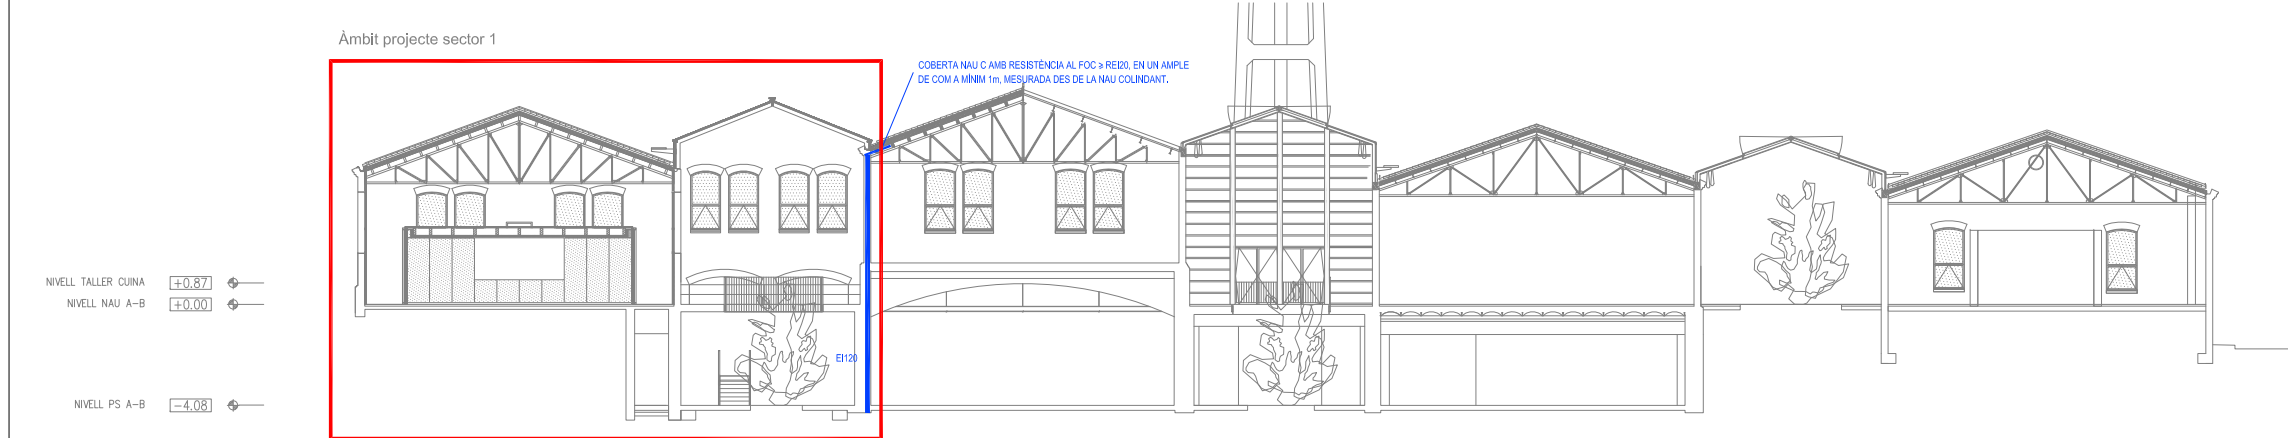 Àmbit projecte sector 1
COBERTA NAU C AMB RESISTÈNCIA AL FOC ≥ REI20, EN UN AMPLE
DE COM A MÍNIM 1m, MESURADA DES DE LA NAU COLINDANT.
NIVELL TALLER CUINA +0.87
NIVELL NAU A-B +0.00
EI120
NIVELL PS A-B -4.08